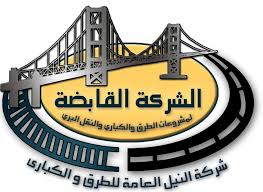 الشركة القابضة
لمشروعات الطرق والكبارى والنقل البرى
شركة النيل العامة للطرق و الكبارى